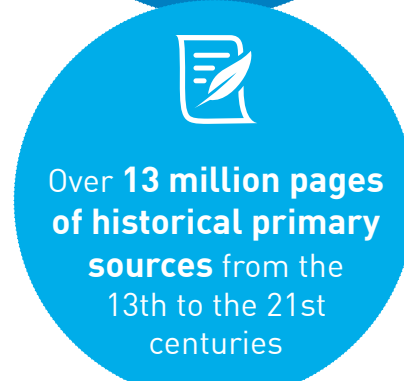 Over 13 million pages
of historical primary
sources from the
13th to the 21st
centuries